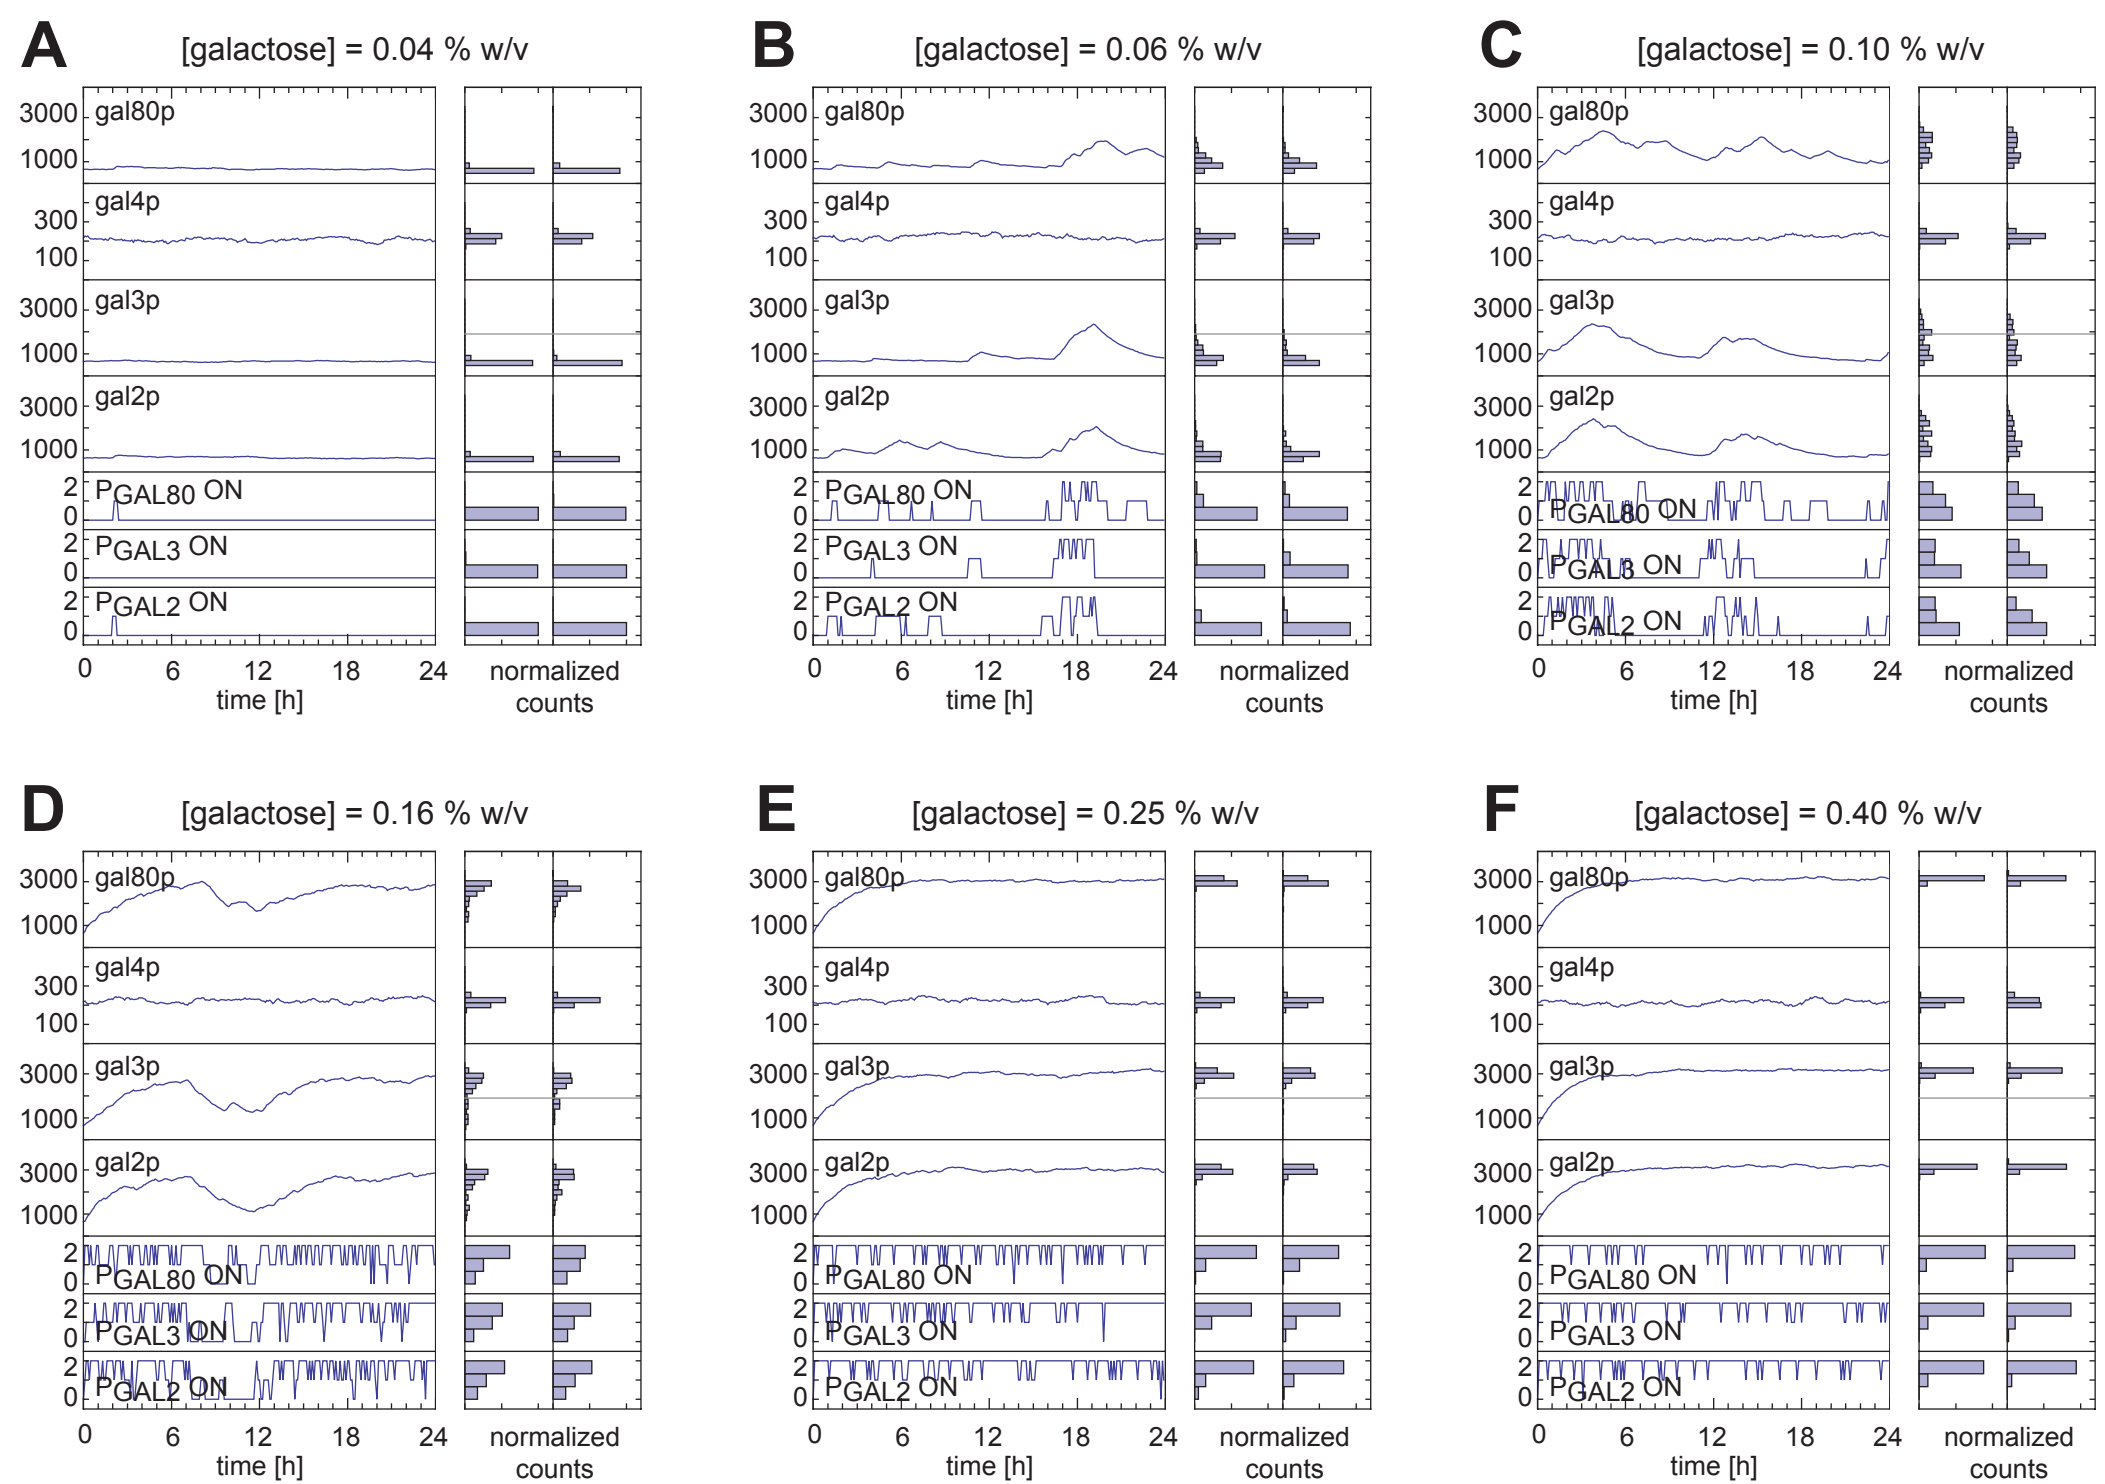 A
[galactose] = 0.04 % w/v
3000
gal80p
1000
gal4p
300
100
gal3p
3000
1000
gal2p
3000
1000
2
PGAL80 ON
0
2
PGAL3 ON
0
2
PGAL2 ON
0
0 6 12 18 24
time [h]
normalized
counts
B
[galactose] = 0.06 % w/v
3000
gal80p
1000
gal4p
300
100
gal3p
3000
1000
gal2p
3000
1000
2
PGAL80 ON
0
2
PGAL3 ON
0
2
PGAL2 ON
0
0 6 12 18 24
time [h]
normalized
counts
C
[galactose] = 0.10 % w/v
3000
gal80p
1000
gal4p
300
100
gal3p
3000
1000
gal2p
3000
1000
2
PGAL80 ON
0
2
PGAL3 ON
0
2
PGAL2 ON
0
0 6 12 18 24
time [h]
normalized
counts
D
[galactose] = 0.16 % w/v
3000
gal80p
1000
gal4p
300
100
gal3p
3000
1000
gal2p
3000
1000
2
PGAL80 ON
0
2
PGAL3 ON
0
2
PGAL2 ON
0
0 6 12 18 24
time [h]
normalized
counts
E
[galactose] = 0.25 % w/v
3000
gal80p
1000
gal4p
300
100
gal3p
3000
1000
gal2p
3000
1000
2
PGAL80 ON
0
2
PGAL3 ON
0
2
PGAL2 ON
0
0 6 12 18 24
time [h]
normalized
counts
F
[galactose] = 0.40 % w/v
3000
gal80p
1000
gal4p
300
100
gal3p
3000
1000
gal2p
3000
1000
2
PGAL80 ON
0
2
PGAL3 ON
0
2
PGAL2 ON
0
0 6 12 18 24
time [h]
normalized
counts